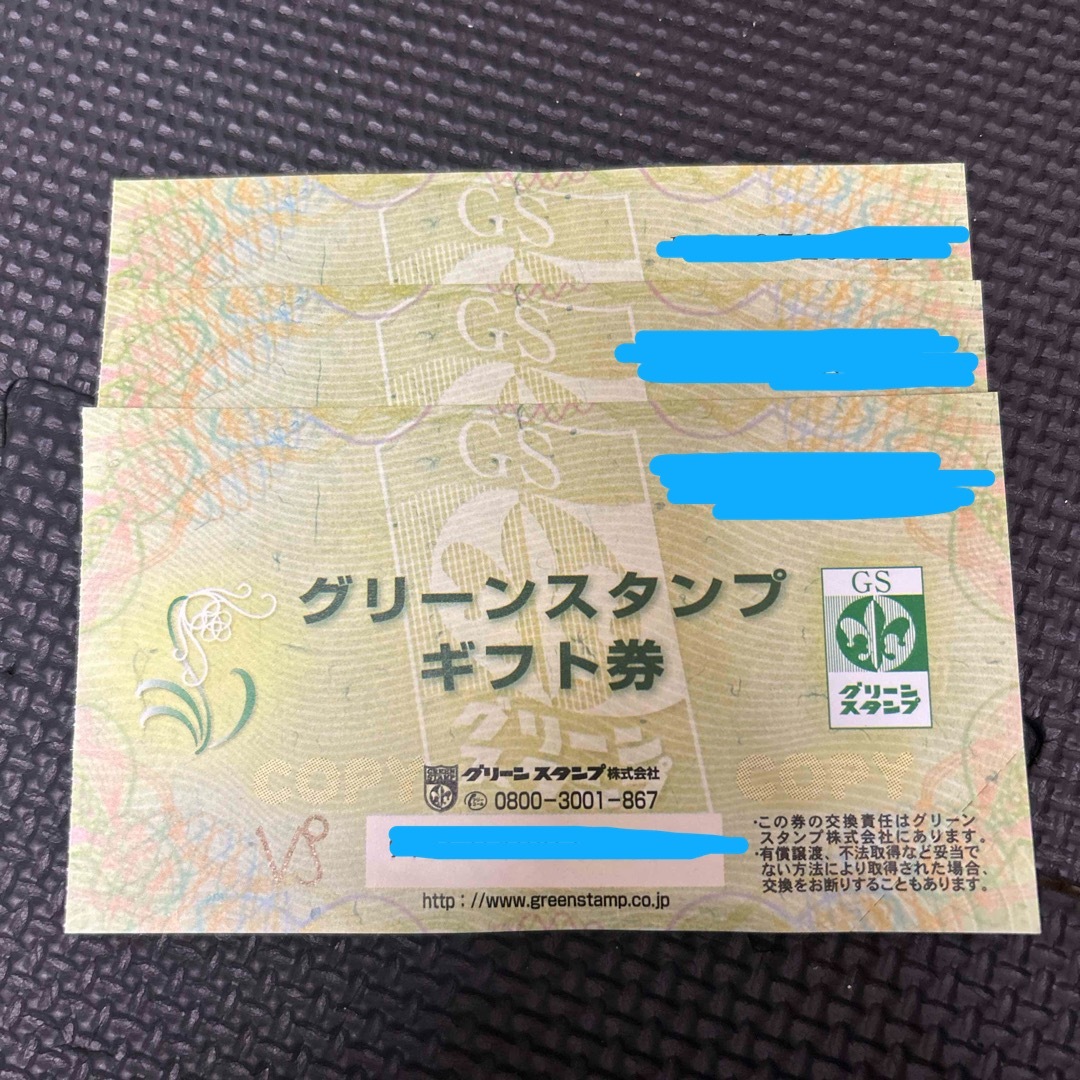 GS
GS
GS
グリーンスタンプ
ギフト券
GS
グリーン
スタンプ
グリーン
COPY
COPY
グリーンスタンプ株式会社
0800-3001-867
・この券の交換責任はグリーン
スタンプ株式会社にあります。
・有償譲渡、不法取得など妥当で
ない方法により取得された場合、
交換をお断りすることもあります。
http://www.greenstamp.co.jp